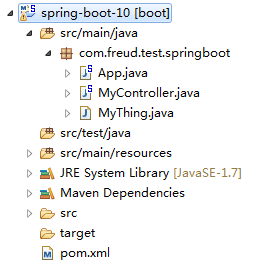 spring-boot-10 [boot]
src/main/java
com.freud.test.springboot
App.java
MyController.java
MyThing.java
src/test/java
src/main/resources
JRE System Library [JavaSE-1.7]
Maven Dependencies
src
target
pom.xml